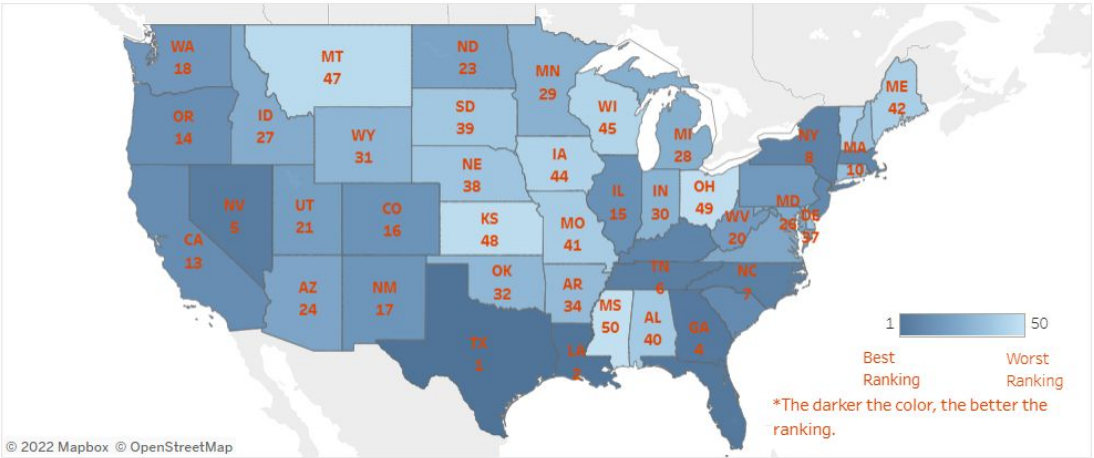 WA
18
MT
47
ND
23
MN
29
ME
42
OR
14
ID
27
SD
39
WI
45
MI
28
NY
8
MA
10
WY
31
IA
44
NE
38
NV
5
UT
21
CO
16
IL
15
IN
30
OH
49
MD
26
DE
37
WV
20
KS
48
MO
41
CA
13
TN
6
NC
7
AZ
24
NM
17
OK
32
AR
34
MS
50
AL
40
GA
4
TX
1
LA
2
1
50
Best
Ranking
Worst
Ranking
*The darker the color, the better the
ranking.
© 2022 Mapbox © OpenStreetMap